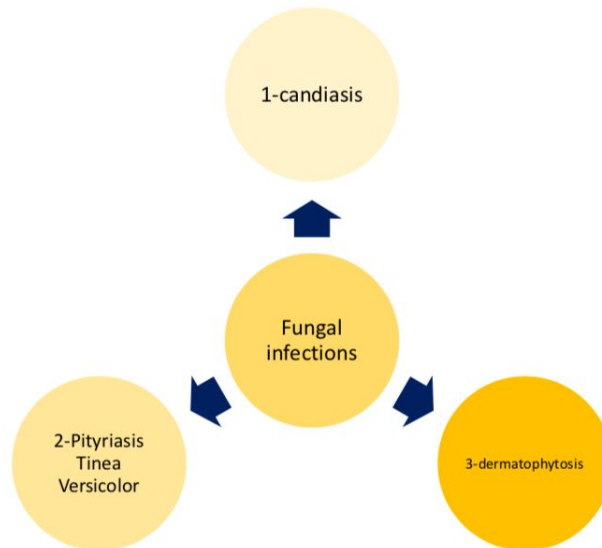 1-candiasis
Fungal
infections
2-Pityriasis
Tinea
Versicolor
3-dermatophytosis